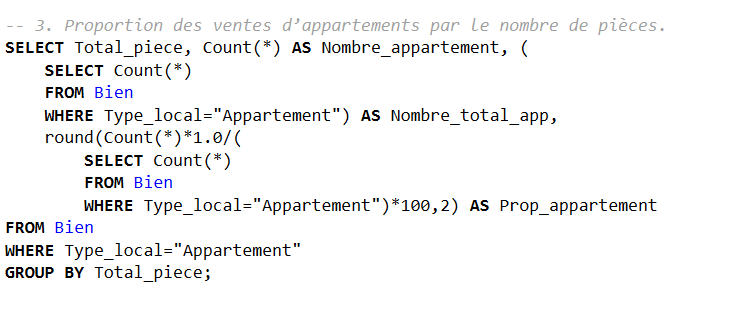 -- 3. Proportion des ventes d’appartements par le nombre de pièces.
SELECT Total_piece, Count(*) AS Nombre_appartement, (
    SELECT Count(*)
    FROM Bien
    WHERE Type_local="Appartement") AS Nombre_total_app,
    round(Count(*)*1.0/(
        SELECT Count(*)
        FROM Bien
        WHERE Type_local="Appartement")*100,2) AS Prop_appartement
FROM Bien
WHERE Type_local="Appartement"
GROUP BY Total_piece;